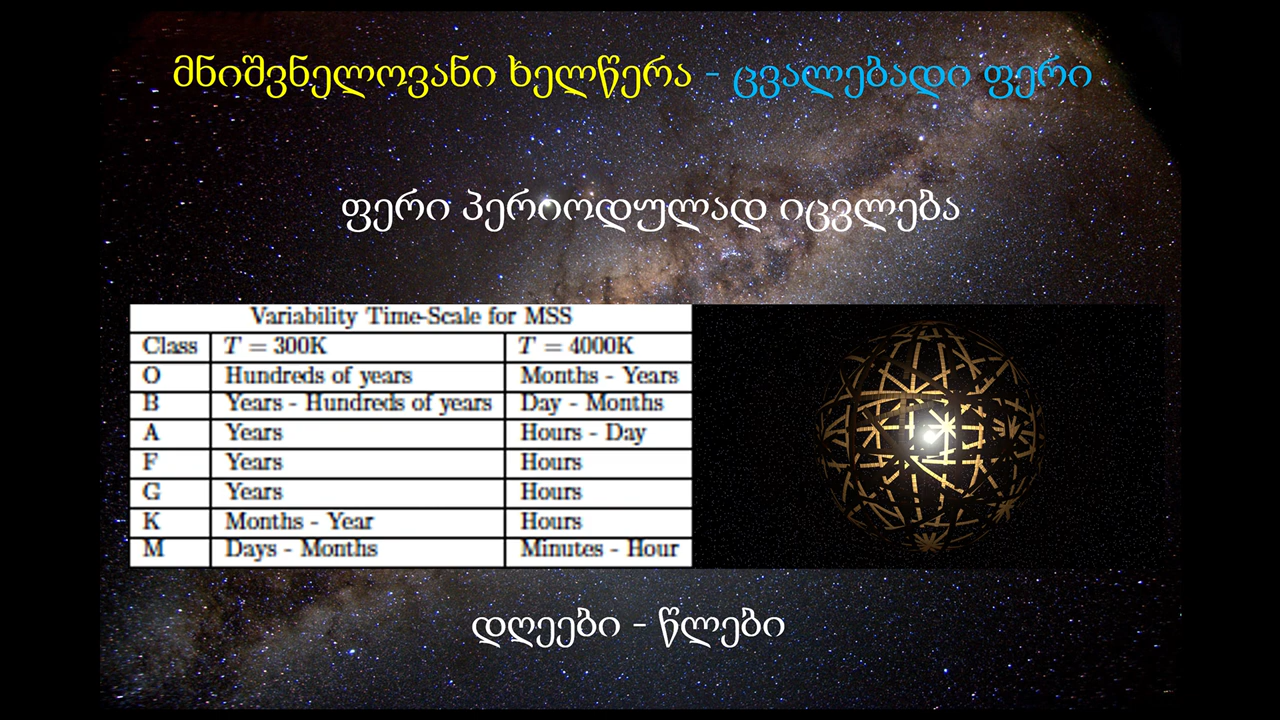 მნიშვნელოვანი ხელწერა - ცვალებადი ფერი
ფერი პერიოდულად იცვლება
Variability Time-Scale for MSS
Class T = 300K T = 4000K
O Hundreds of years Months - Years
B Years - Hundreds of years Day - Months
A Years Hours - Day
F Years Hours
G Years Hours
K Months - Year Hours
M Days - Months Minutes - Hour
დღეები - წლები